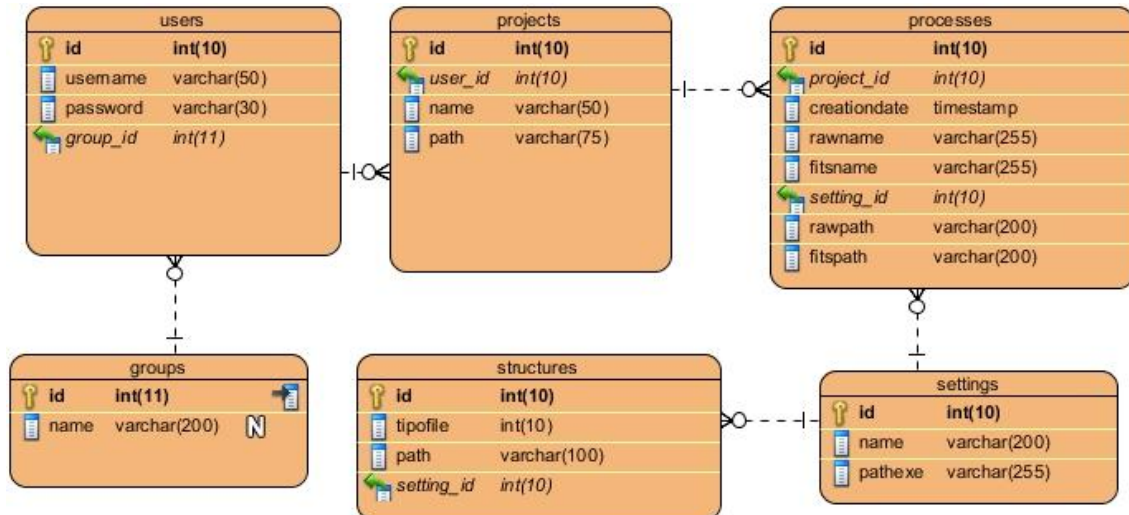 users
id int(10)
username varchar(50)
password varchar(30)
group_id int(11)
projects
id int(10)
user_id int(10)
name varchar(50)
path varchar(75)
processes
id int(10)
project_id int(10)
creationdate timestamp
rawname varchar(255)
fitsname varchar(255)
setting_id int(10)
rawpath varchar(200)
fitspath varchar(200)
groups
id int(11)
name varchar(200) N
structures
id int(10)
tipofile int(10)
path varchar(100)
setting_id int(10)
settings
id int(10)
name varchar(200)
pathexe varchar(255)